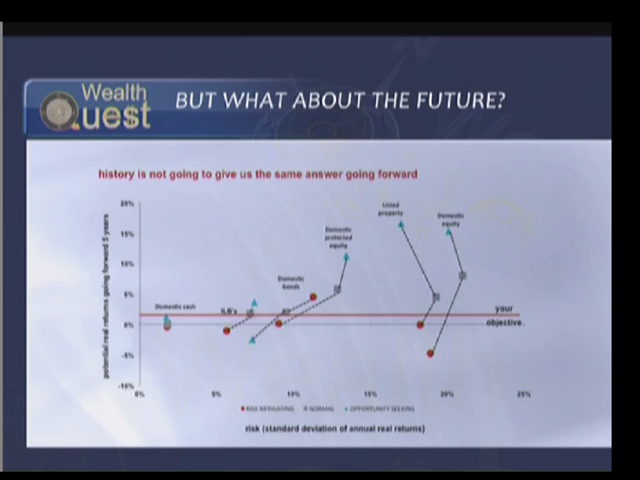 Wealth
Quest
BUT WHAT ABOUT THE FUTURE?
history is not going to give us the same answer going forward
potential real returns going forward 5 years
20%
15%
10%
5%
0%
-5%
-10%
Domestic cash
ILB's
Domestic
bonds
Domestic
protected
equity
Listed
property
Domestic
equity
your
objective
0%
5%
10%
15%
20%
25%
RISK MITIGATING
NORMAL
OPPORTUNITY SEEKING
risk (standard deviation of annual real returns)